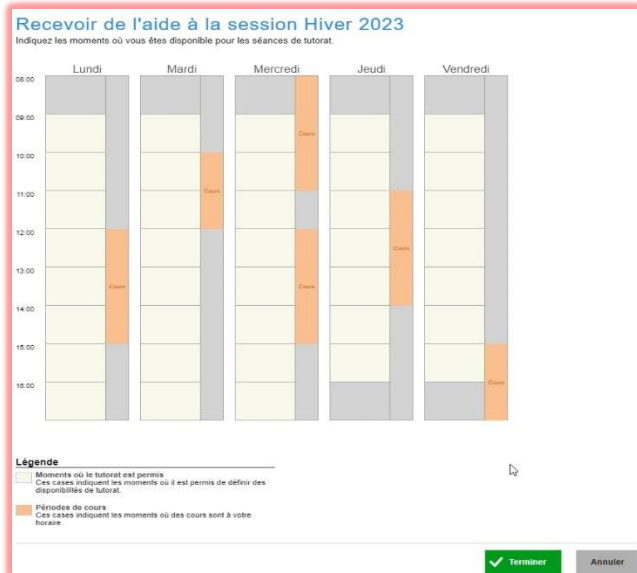 Recevoir de l'aide à la session Hiver 2023
Indiquez les moments où vous êtes disponible pour les séances de tutorat.
Lundi Mardi Mercredi Jeudi Vendredi
08:00
09:00
Cours
10:00
Cours
11:00
12:00
Cours
13:00
Cours Cours
14:00
15:00
16:00
Cours
Légende
Moments où le tutorat est permis
Ces cases indiquent les moments où il est permis de définir des
disponibilités de tutorat.
Périodes de cours
Ces cases indiquent les moments où des cours sont à votre
horaire
Terminer Annuler